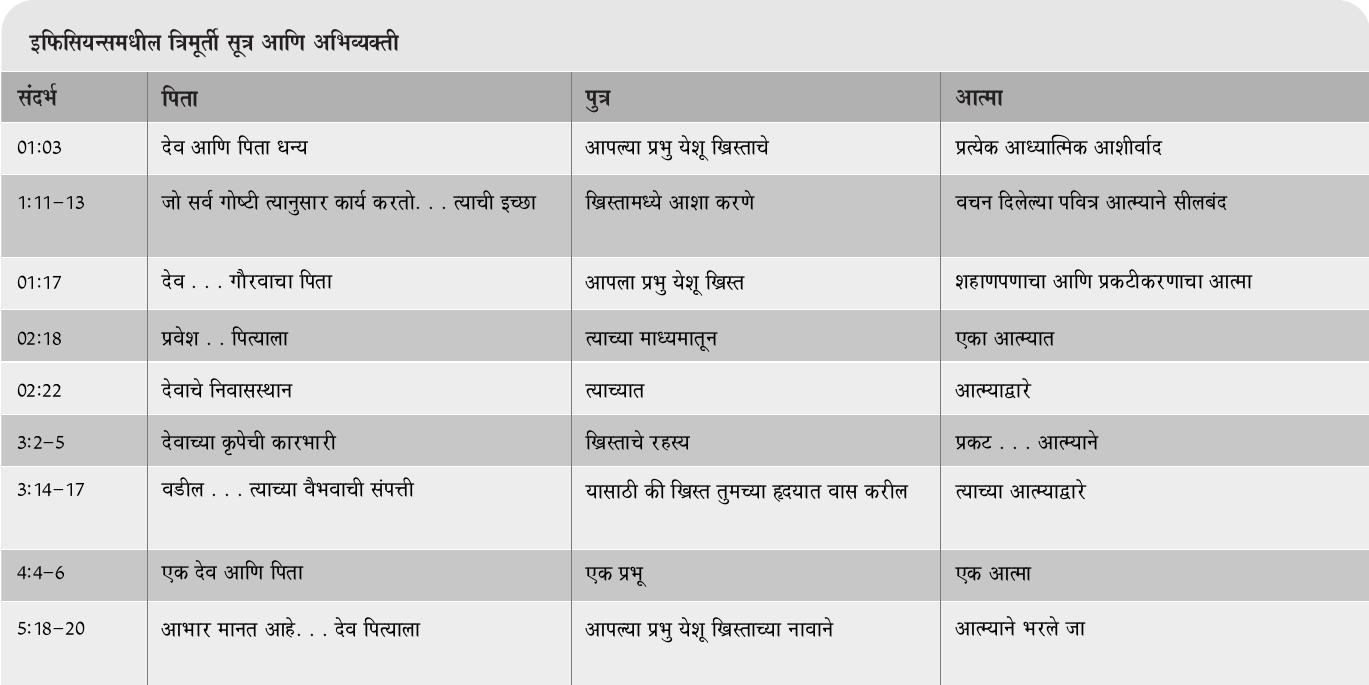 इफिसियन्समधील त्रिमूर्ती सूत्र आणि अभिव्यक्ती
संदर्भ पिता पुत्र आत्मा
01:03 देव आणि पिता धन्य आपल्या प्रभु येशू ख्रिस्ताचे प्रत्येक आध्यात्मिक आशीर्वाद
1:11–13 जो सर्व गोष्टी त्यानुसार कार्य करतो. . . त्याची इच्छा ख्रिस्तामध्ये आशा करणे वचन दिलेल्या पवित्र आत्म्याने सीलबंद
01:17 देव . . . गौरवाचा पिता आपला प्रभु येशू ख्रिस्त शहाणपणाचा आणि प्रकटीकरणाचा आत्मा
02:18 प्रवेश . . पित्याला त्याच्या माध्यमातून एका आत्म्यात
02:22 देवाचे निवासस्थान त्याच्यात आत्म्याद्वारे
3:2–5 देवाच्या कृपेची कारभारी ख्रिस्ताचे रहस्य प्रकट . . . आत्म्याने
3:14–17 वडील . . . त्याच्या वैभवाची संपत्ती यासाठी की ख्रिस्त तुमच्या हृदयात वास करील त्याच्या आत्म्याद्वारे
4:4–6 एक देव आणि पिता एक प्रभू एक आत्मा
5:18–20 आभार मानत आहे. . . देव पित्याला आपल्या प्रभु येशू ख्रिस्ताच्या नावाने आत्म्याने भरले जा